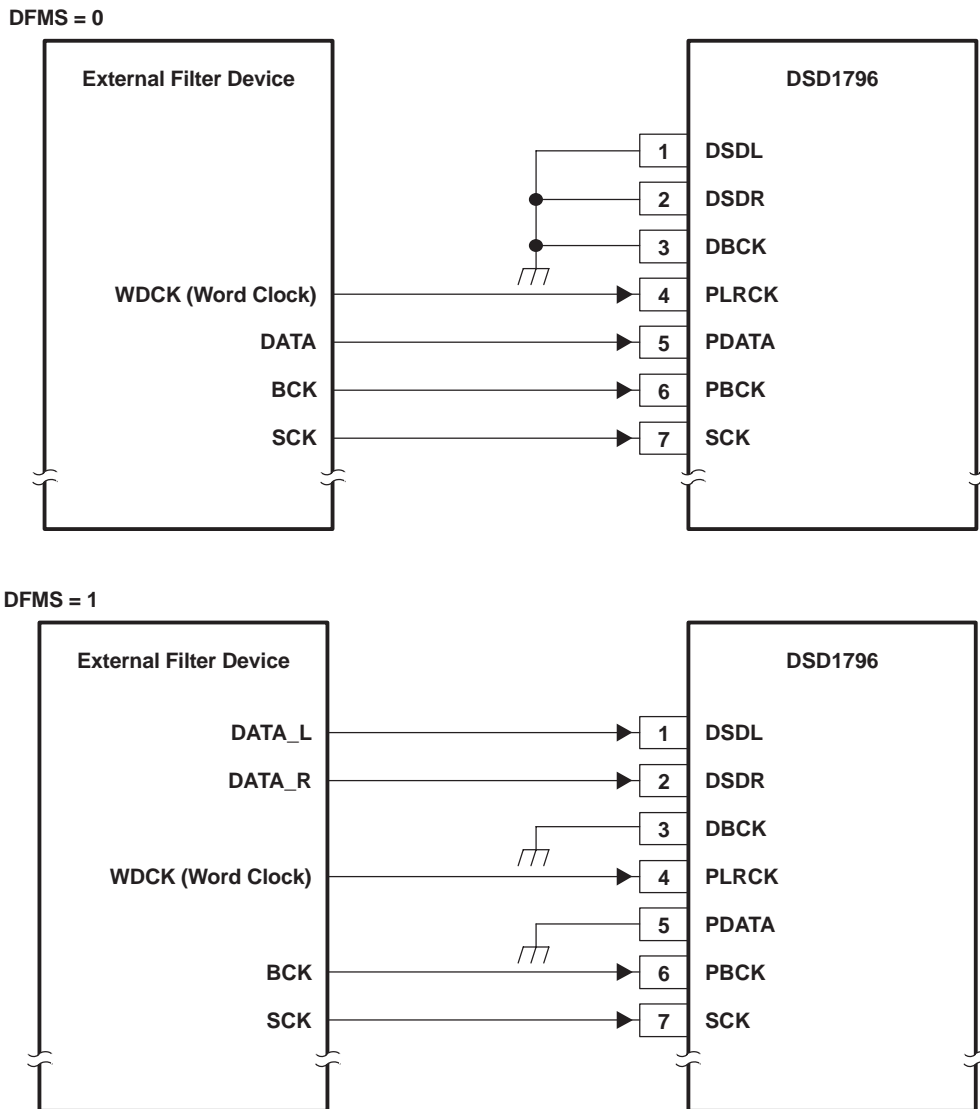 DFMS = 0
External Filter Device
DSD1796
1 DSDL
2 DSDR
3 DBCK
WDCK (Word Clock) 4 PLRCK
DATA 5 PDATA
BCK 6 PBCK
SCK 7 SCK
DFMS = 1
External Filter Device
DSD1796
DATA_L 1 DSDL
DATA_R 2 DSDR
3 DBCK
WDCK (Word Clock) 4 PLRCK
5 PDATA
BCK 6 PBCK
SCK 7 SCK